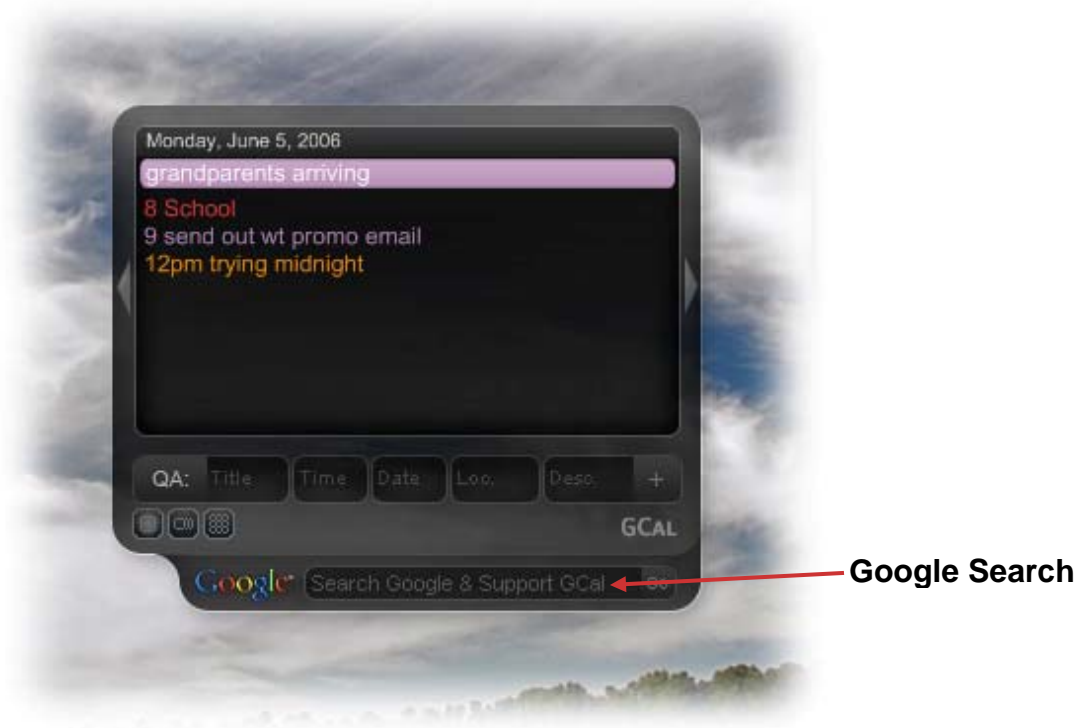 Monday, June 5, 2006
grandparents arriving
8 School
9 send out wt promo email
12pm trying midnight
QA: Title Time Date Loc. Desc. +
GCAL
Google Search Google & Support GCal Go
Google Search